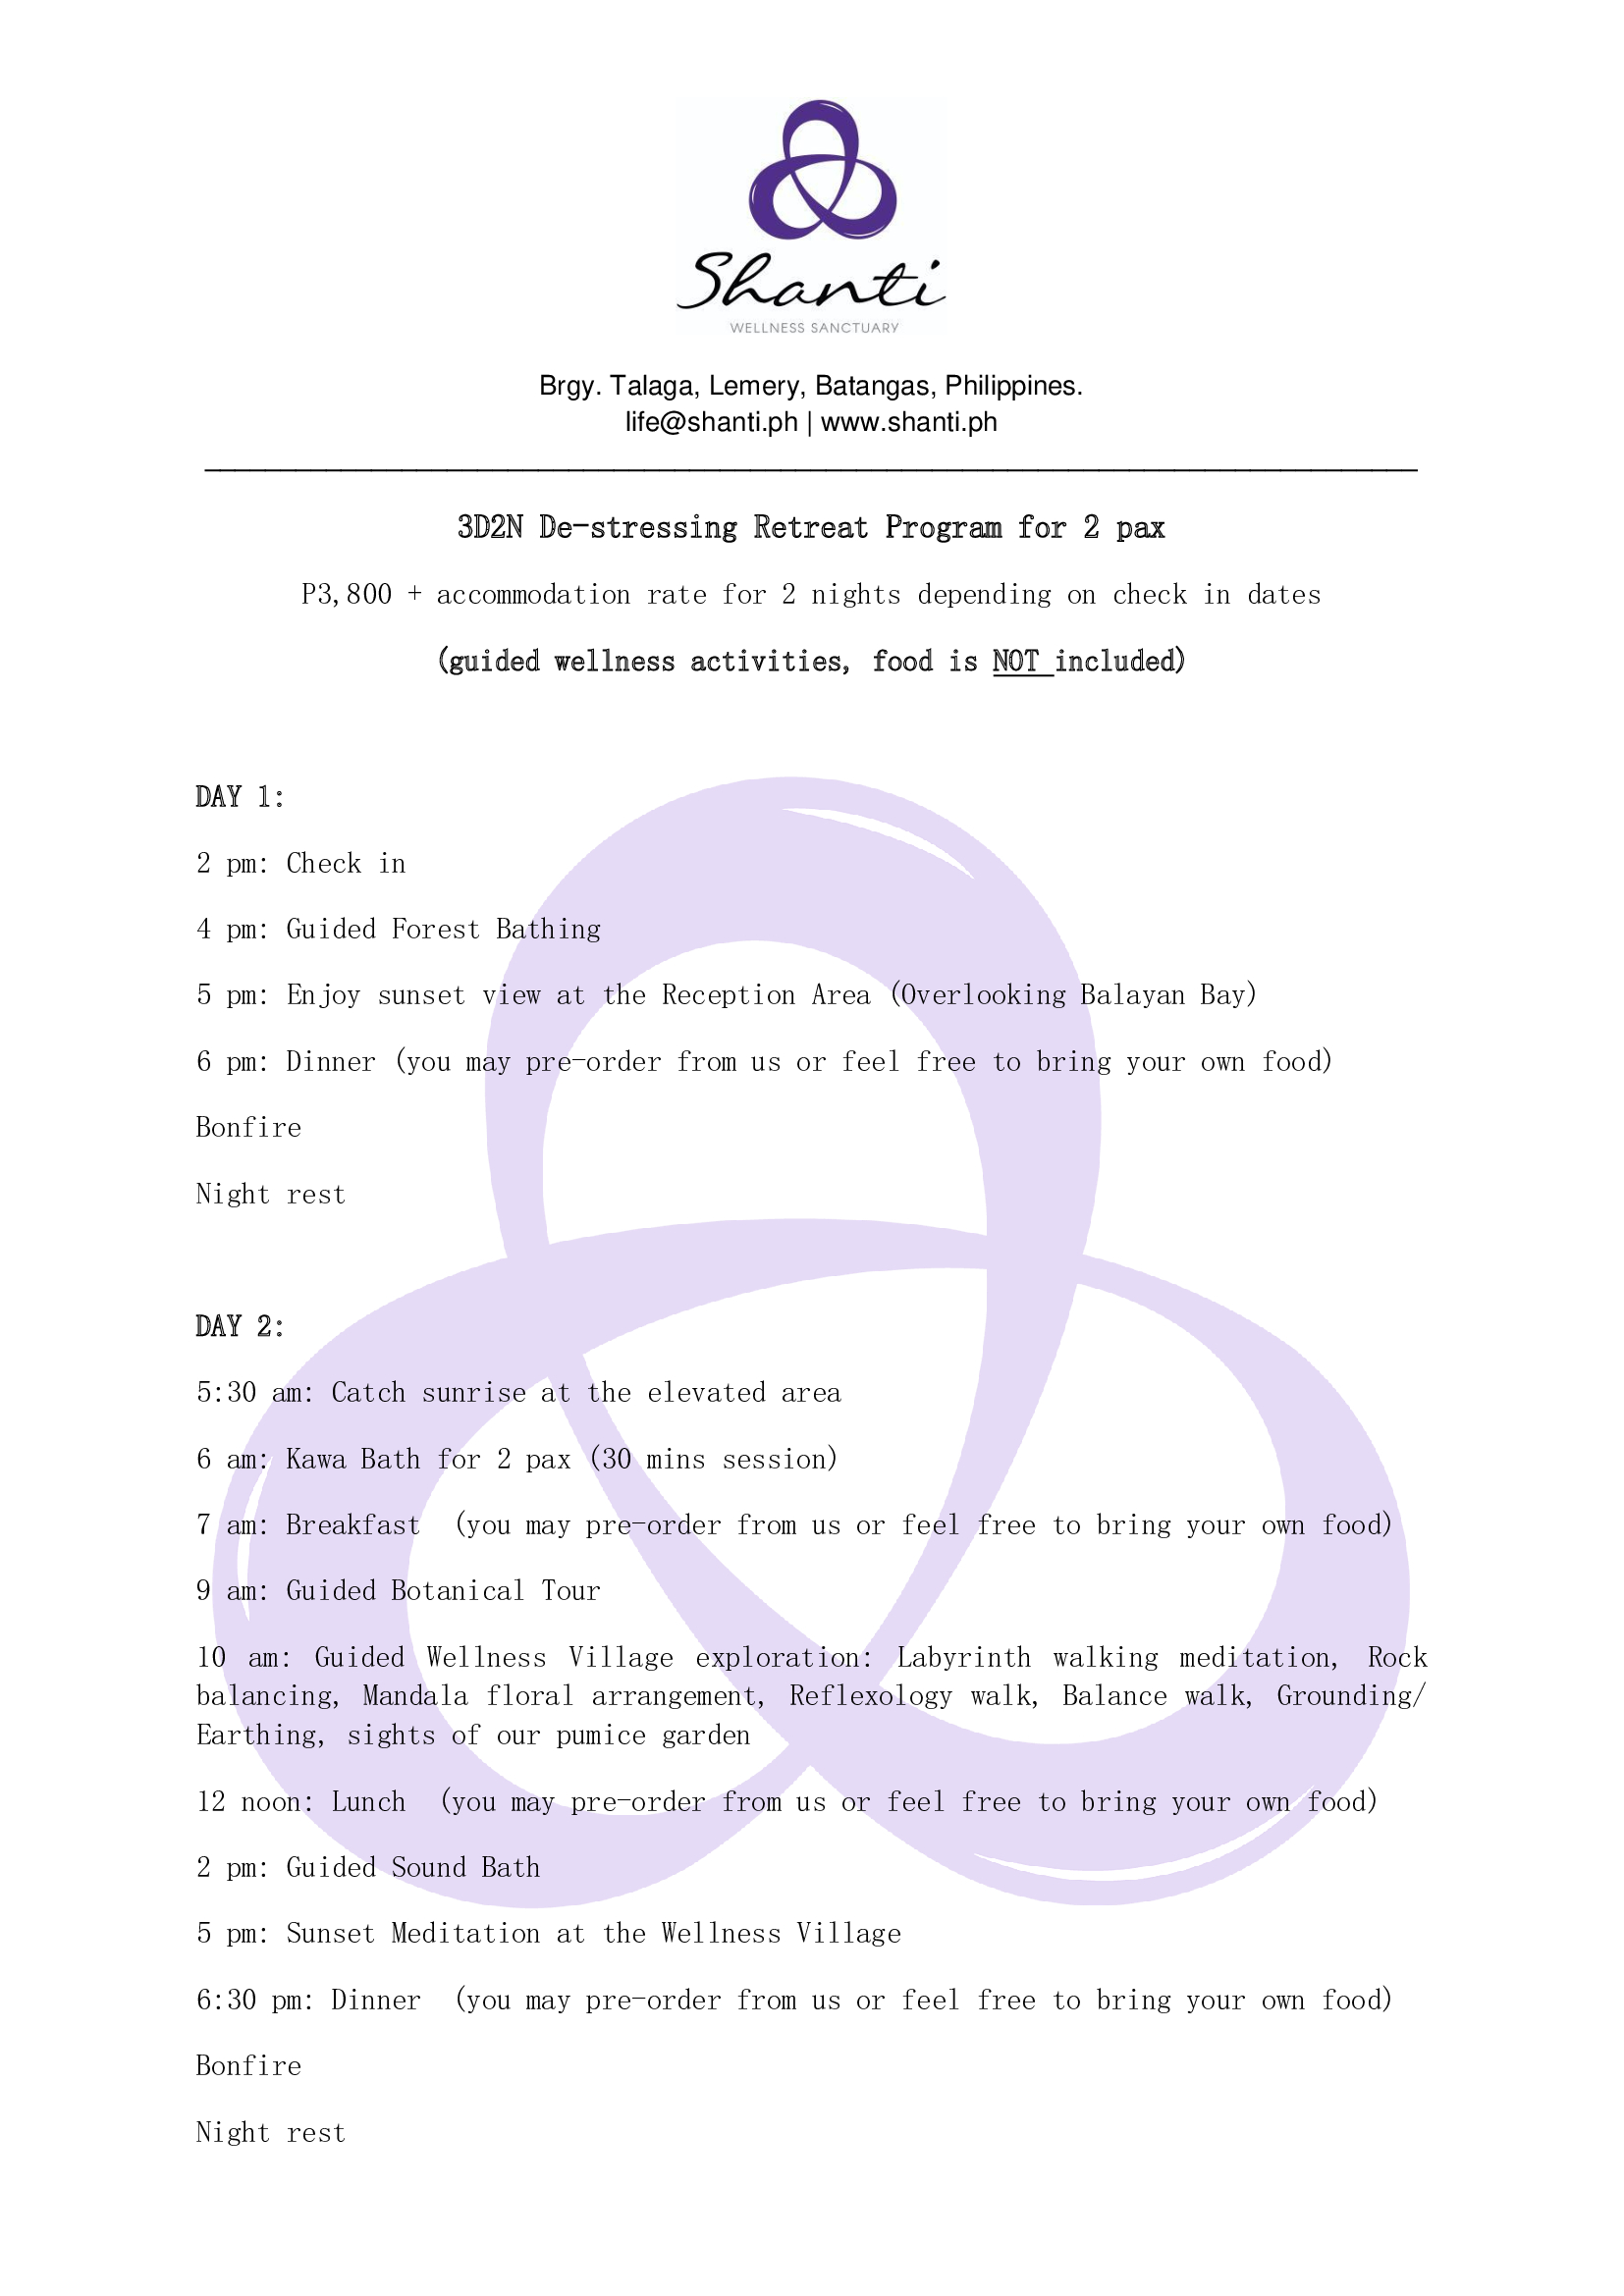 Shanti
WELLNESS SANCTUARY
Brgy. Talaga, Lemery, Batangas, Philippines.
life@shanti.ph | www.shanti.ph
3D2N De-stressing Retreat Program for 2 pax
P3,800 + accommodation rate for 2 nights depending on check in dates
(guided wellness activities, food is NOT included)
DAY 1:
2 pm: Check in
4 pm: Guided Forest Bathing
5 pm: Enjoy sunset view at the Reception Area (Overlooking Balayan Bay)
6 pm: Dinner (you may pre-order from us or feel free to bring your own food)
Bonfire
Night rest
DAY 2:
5:30 am: Catch sunrise at the elevated area
6 am: Kawa Bath for 2 pax (30 mins session)
7 am: Breakfast  (you may pre-order from us or feel free to bring your own food)
9 am: Guided Botanical Tour
10 am: Guided Wellness Village exploration: Labyrinth walking meditation, Rock
balancing, Mandala floral arrangement, Reflexology walk, Balance walk, Grounding/
Earthing, sights of our pumice garden
12 noon: Lunch  (you may pre-order from us or feel free to bring your own food)
2 pm: Guided Sound Bath
5 pm: Sunset Meditation at the Wellness Village
6:30 pm: Dinner  (you may pre-order from us or feel free to bring your own food)
Bonfire
Night rest